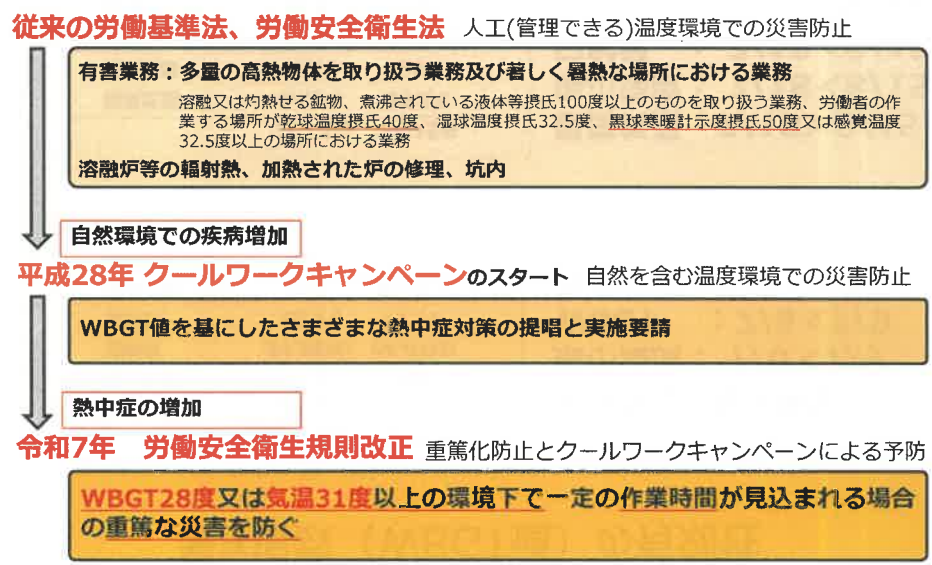 従来の労働基準法、労働安全衛生法 人工(管理できる)温度環境での災害防止
有害業務：多量の高熱物体を取り扱う業務及び著しく暑熱な場所における業務
溶融又は灼熱せる鉱物、煮沸されている液体等摂氏100度以上のものを取り扱う業務、労働者の作
業する場所が乾球温度摂氏40度、湿球温度摂氏32.5度、黒球寒暖計示度摂氏50度又は感覚温度
32.5度以上の場所における業務
溶融炉等の輻射熱、加熱された炉の修理、坑内
自然環境での疾病増加
平成28年 クールワークキャンペーンのスタート 自然を含む温度環境での災害防止
WBGT値を基にしたさまざまな熱中症対策の提唱と実施要請
熱中症の増加
令和7年 労働安全衛生規則改正 重篤化防止とクールワークキャンペーンによる予防
WBGT28度又は気温31度以上の環境下で一定の作業時間が見込まれる場合
の重篤な災害を防ぐ